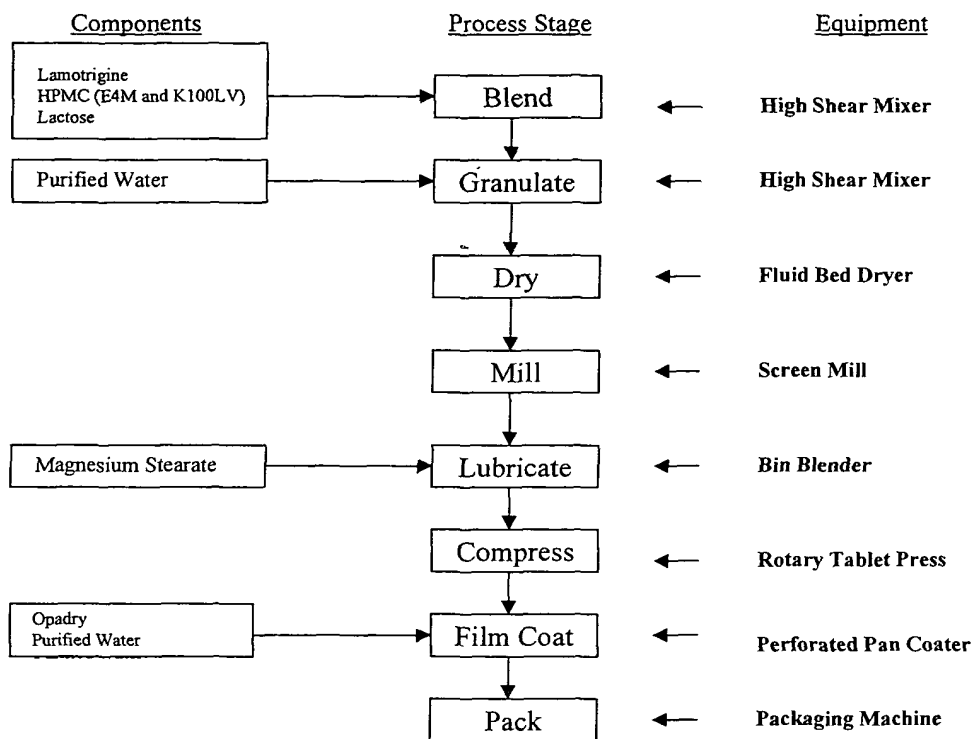 Components Process Stage Equipment
Lamotrigine
HPMC (E4M and K100LV)
Lactose
Blend
High Shear Mixer
Purified Water
Granulate
High Shear Mixer
Dry
Fluid Bed Dryer
Mill
Screen Mill
Magnesium Stearate
Lubricate
Bin Blender
Compress
Rotary Tablet Press
Opadry
Purified Water
Film Coat
Perforated Pan Coater
Pack
Packaging Machine